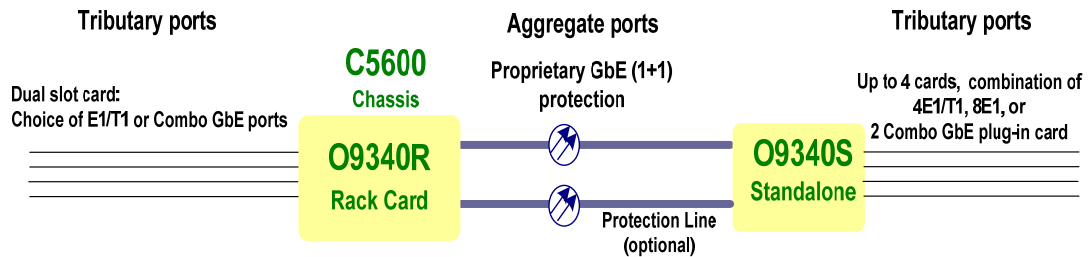 Tributary ports
Aggregate ports
Tributary ports
C5600
Chassis
Proprietary GbE (1+1)
protection
Up to 4 cards, combination of
4E1/T1, 8E1, or
2 Combo GbE plug-in card
Dual slot card:
Choice of E1/T1 or Combo GbE ports
O9340R
Rack Card
O9340S
Standalone
Protection Line
(optional)